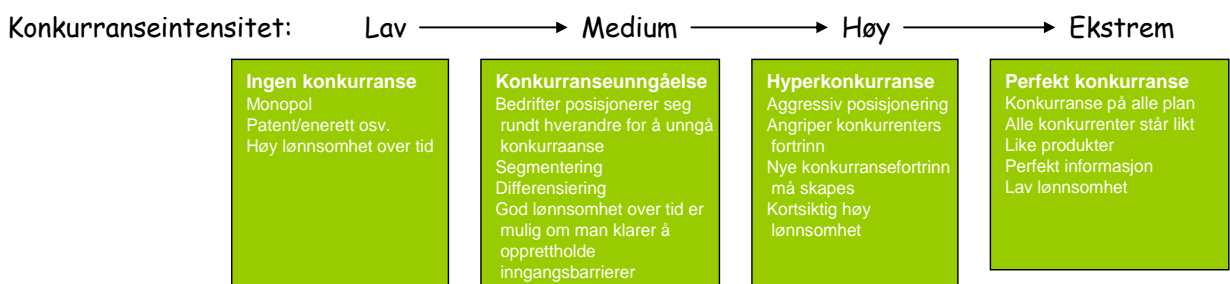 Konkurranseintensitet: Lav Medium Høy Ekstrem
Ingen konkurranse
Monopol
Patent/enerett osv.
Høy lønnsomhet over tid
Konkurranseunngåelse
Bedrifter posisjonerer seg
rundt hverandre for å unngå
konkurraanse
Segmentering
Differensiering
God lønnsomhet over tid er
mulig om man klarer å
opprettholde
inngangsbarrierer
Hyperkonkurranse
Aggressiv posisjonering
Angriper konkurrenters
fortrinn
Nye konkurransefortrinn
må skapes
Kortsiktig høy
lønnsomhet
Perfekt konkurranse
Konkurranse på alle plan
Alle konkurrenter står likt
Like produkter
Perfekt informasjon
Lav lønnsomhet